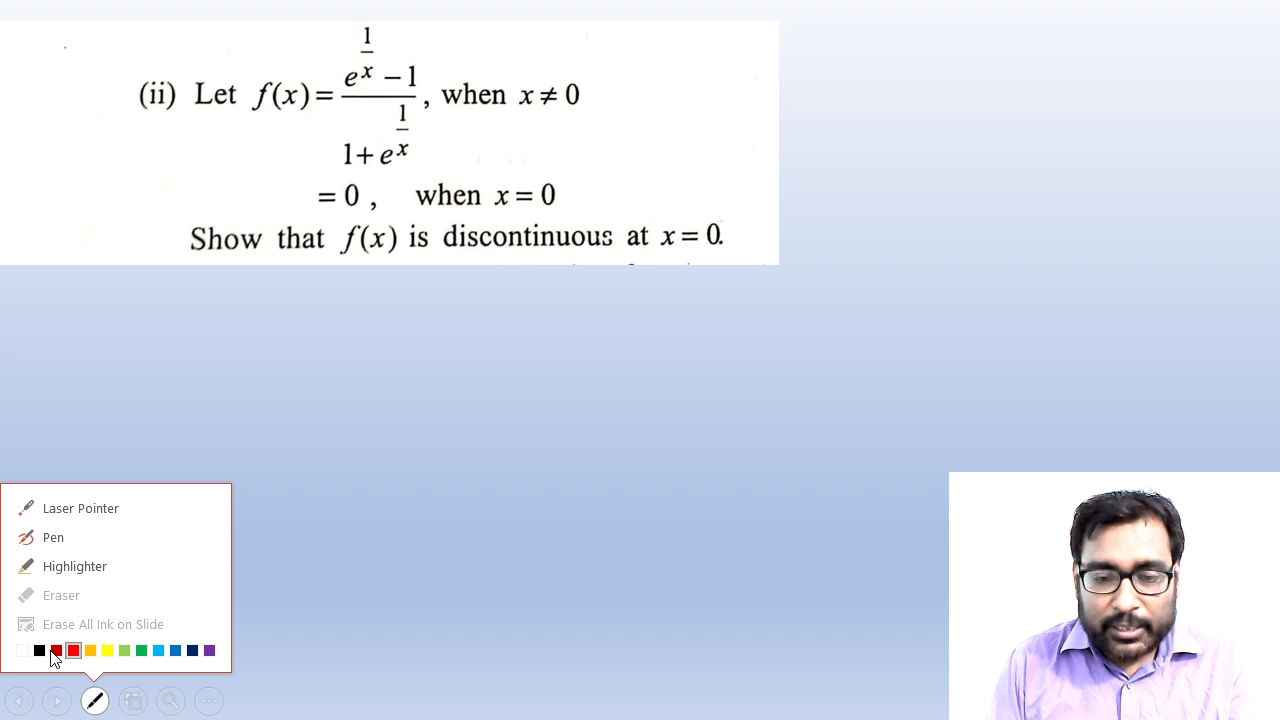 (ii) Let f(x) = (e^(1/x) − 1)/(1 + e^(1/x)) , when x ≠ 0
= 0 , when x = 0
Show that f(x) is discontinuous at x = 0.
Laser Pointer
Pen
Highlighter
Eraser
Erase All Ink on Slide